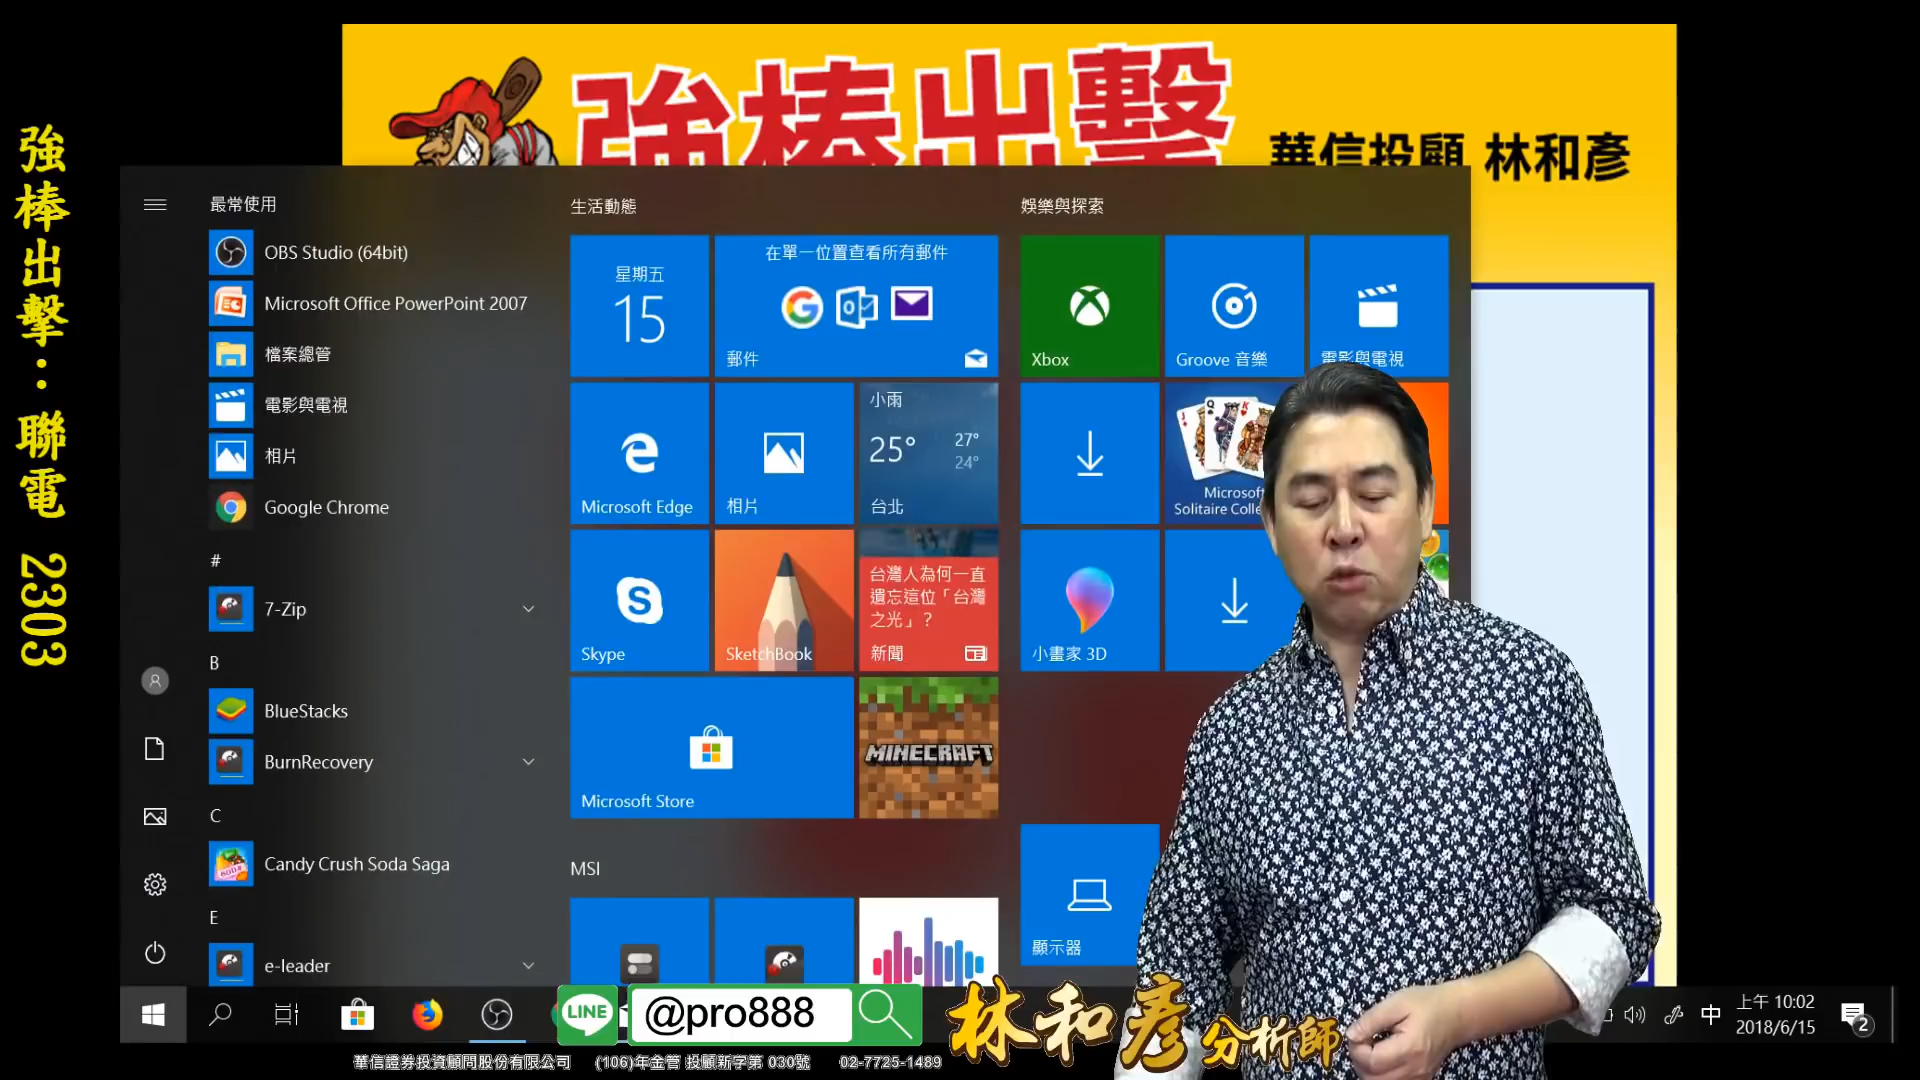 強棒出擊：聯電 2303
強棒出擊
華信投顧 林和彥
最常使用
OBS Studio (64bit)
Microsoft Office PowerPoint 2007
檔案總管
電影與電視
相片
Google Chrome
#
7-Zip
B
BlueStacks
BurnRecovery
C
Candy Crush Soda Saga
E
e-leader
生活動態
星期五
15
在單一位置查看所有郵件
郵件
Microsoft Edge
相片
小雨
25°
27°
24°
台北
Skype
SketchBook
台灣人為何一直
遺忘這位「台灣
之光」？
新聞
Microsoft Store
MINECRAFT
MSI
娛樂與探索
Xbox
Groove 音樂
電影與電視
Microsoft
Solitaire Colle
小畫家 3D
顯示器
LINE
@pro888
林和彥 分析師
中
上午 10:02
2018/6/15
2
華信證券投資顧問股份有限公司 (106)年金管 投顧新字第 030號 02-7725-1489